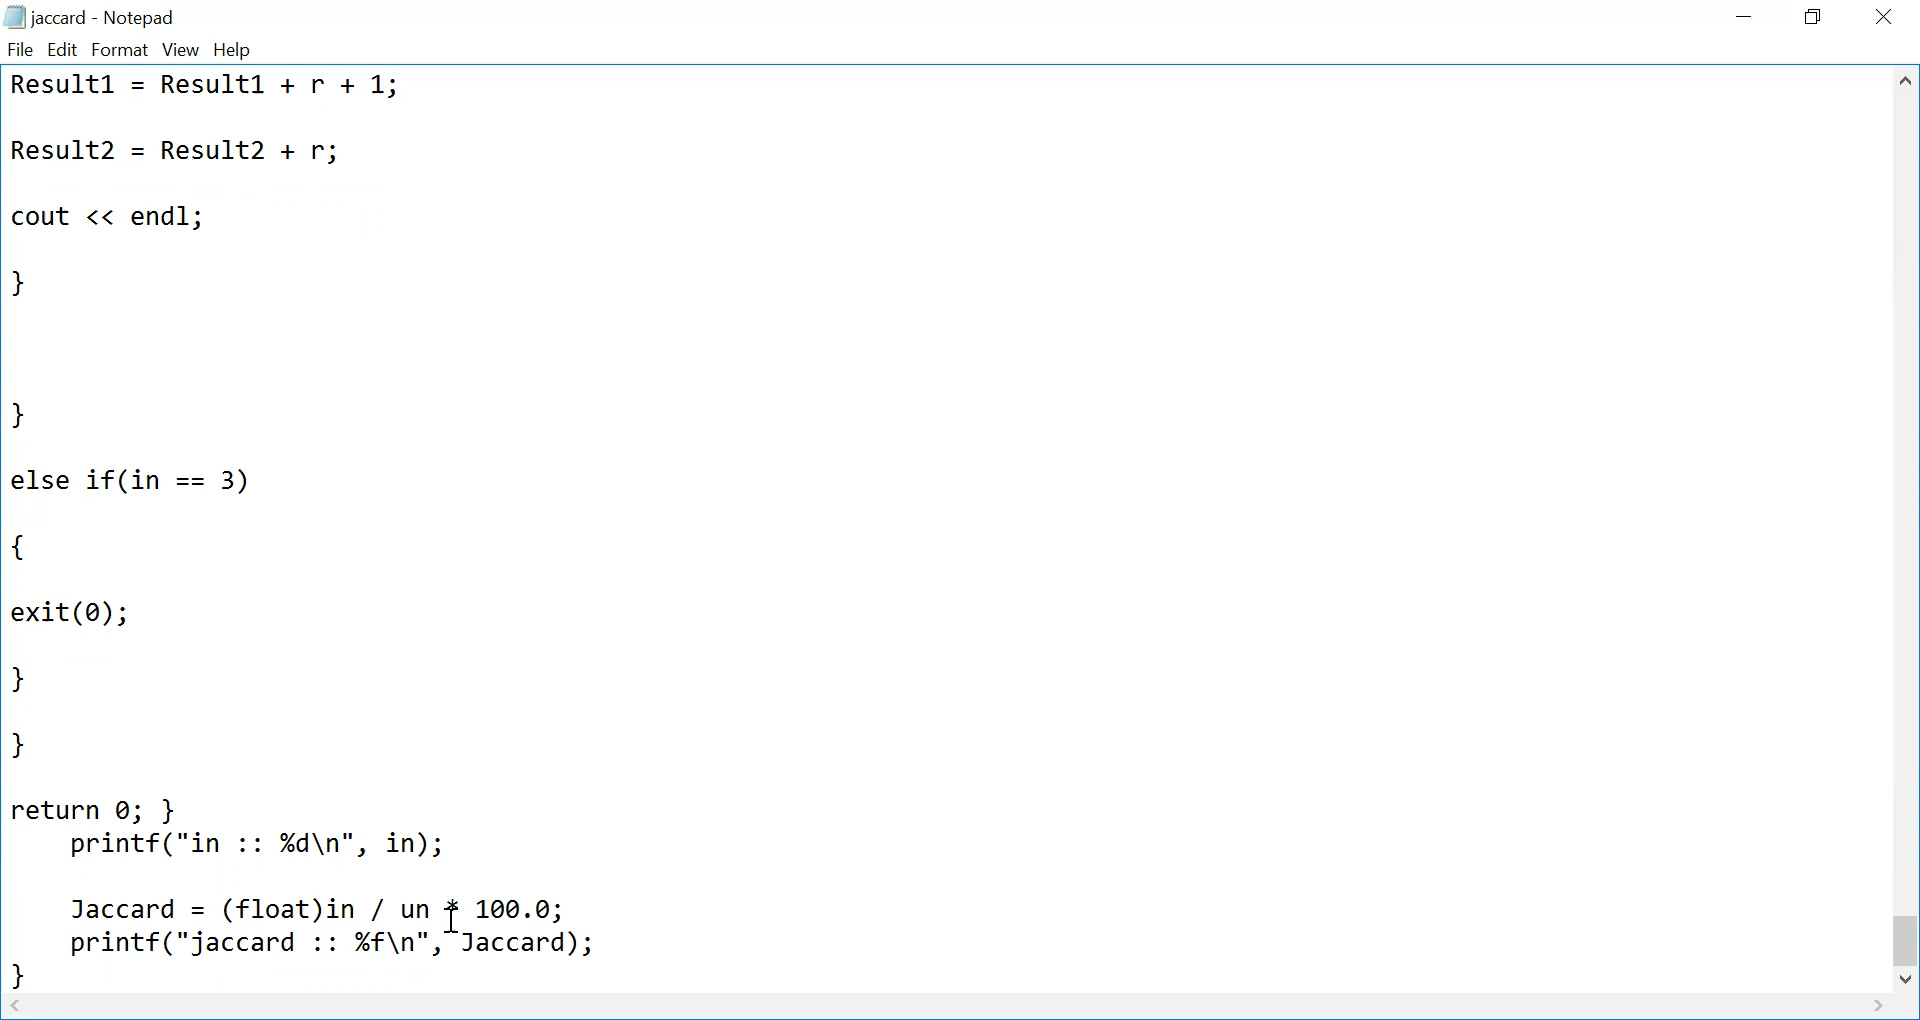 jaccard - Notepad
File Edit Format View Help
Result1 = Result1 + r + 1;
Result2 = Result2 + r;
cout << endl;
}
}
else if(in == 3)
{
exit(0);
}
}
return 0; }
printf("in :: %d\n", in);
Jaccard = (float)in / un * 100.0;
printf("jaccard :: %f\n", Jaccard);
}